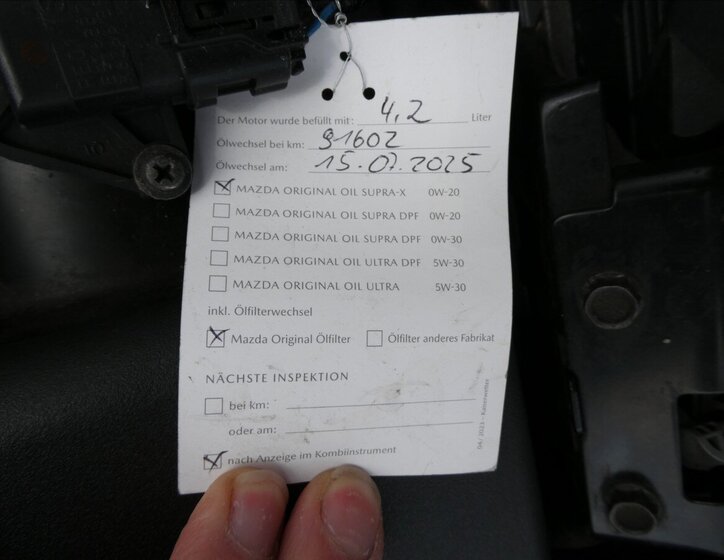 Der Motor wurde befüllt mit: 4,2 Liter
Ölwechsel bei km: 91602
Ölwechsel am: 15.07.2025
MAZDA ORIGINAL OIL SUPRA-X 0W-20
MAZDA ORIGINAL OIL SUPRA DPF 0W-20
MAZDA ORIGINAL OIL SUPRA DPF 0W-30
MAZDA ORIGINAL OIL ULTRA DPF 5W-30
MAZDA ORIGINAL OIL ULTRA 5W-30
inkl. Ölfilterwechsel
Mazda Original Ölfilter Ölfilter anderes Fabrikat
NÄCHSTE INSPEKTION
bei km:
oder am:
nach Anzeige im Kombiinstrument
04/2023 - Kaiserwetter